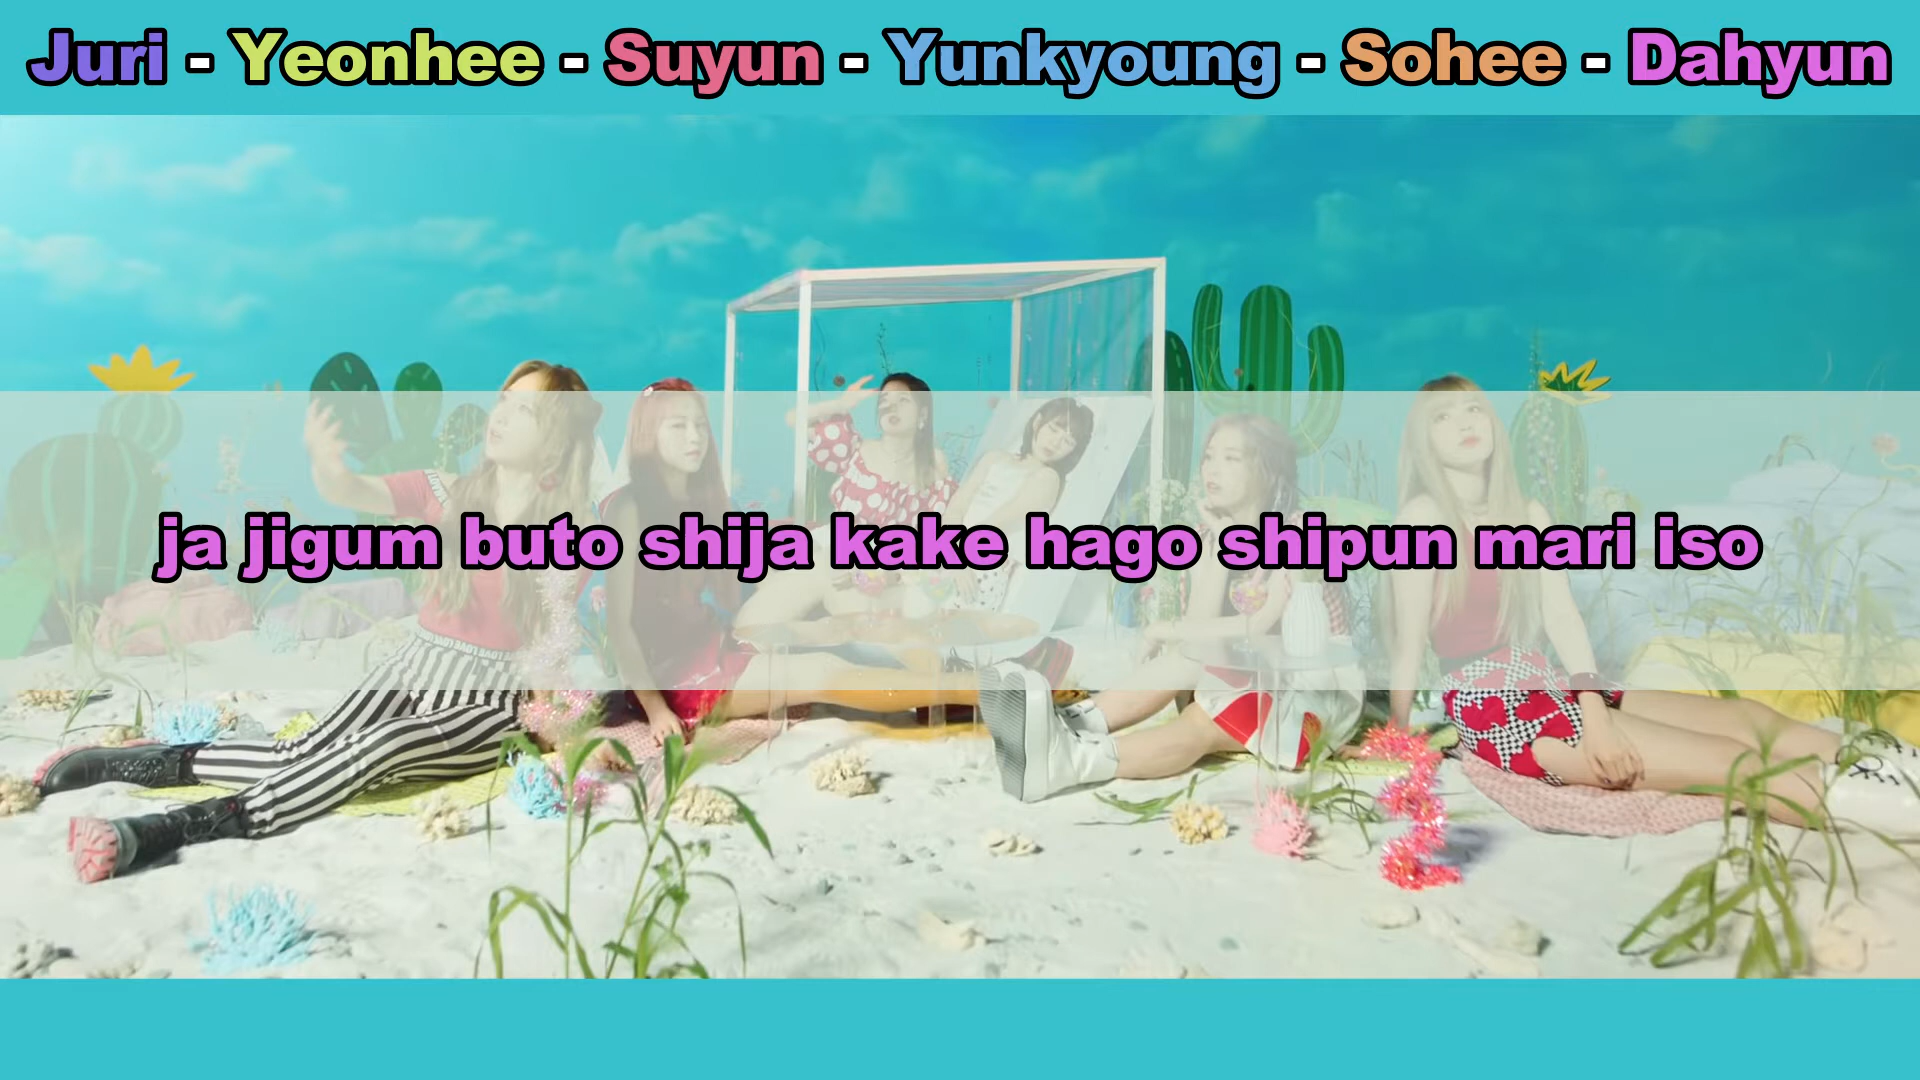 Juri - Yeonhee - Suyun - Yunkyoung - Sohee - Dahyun
ja jigum buto shija kake hago shipun mari iso